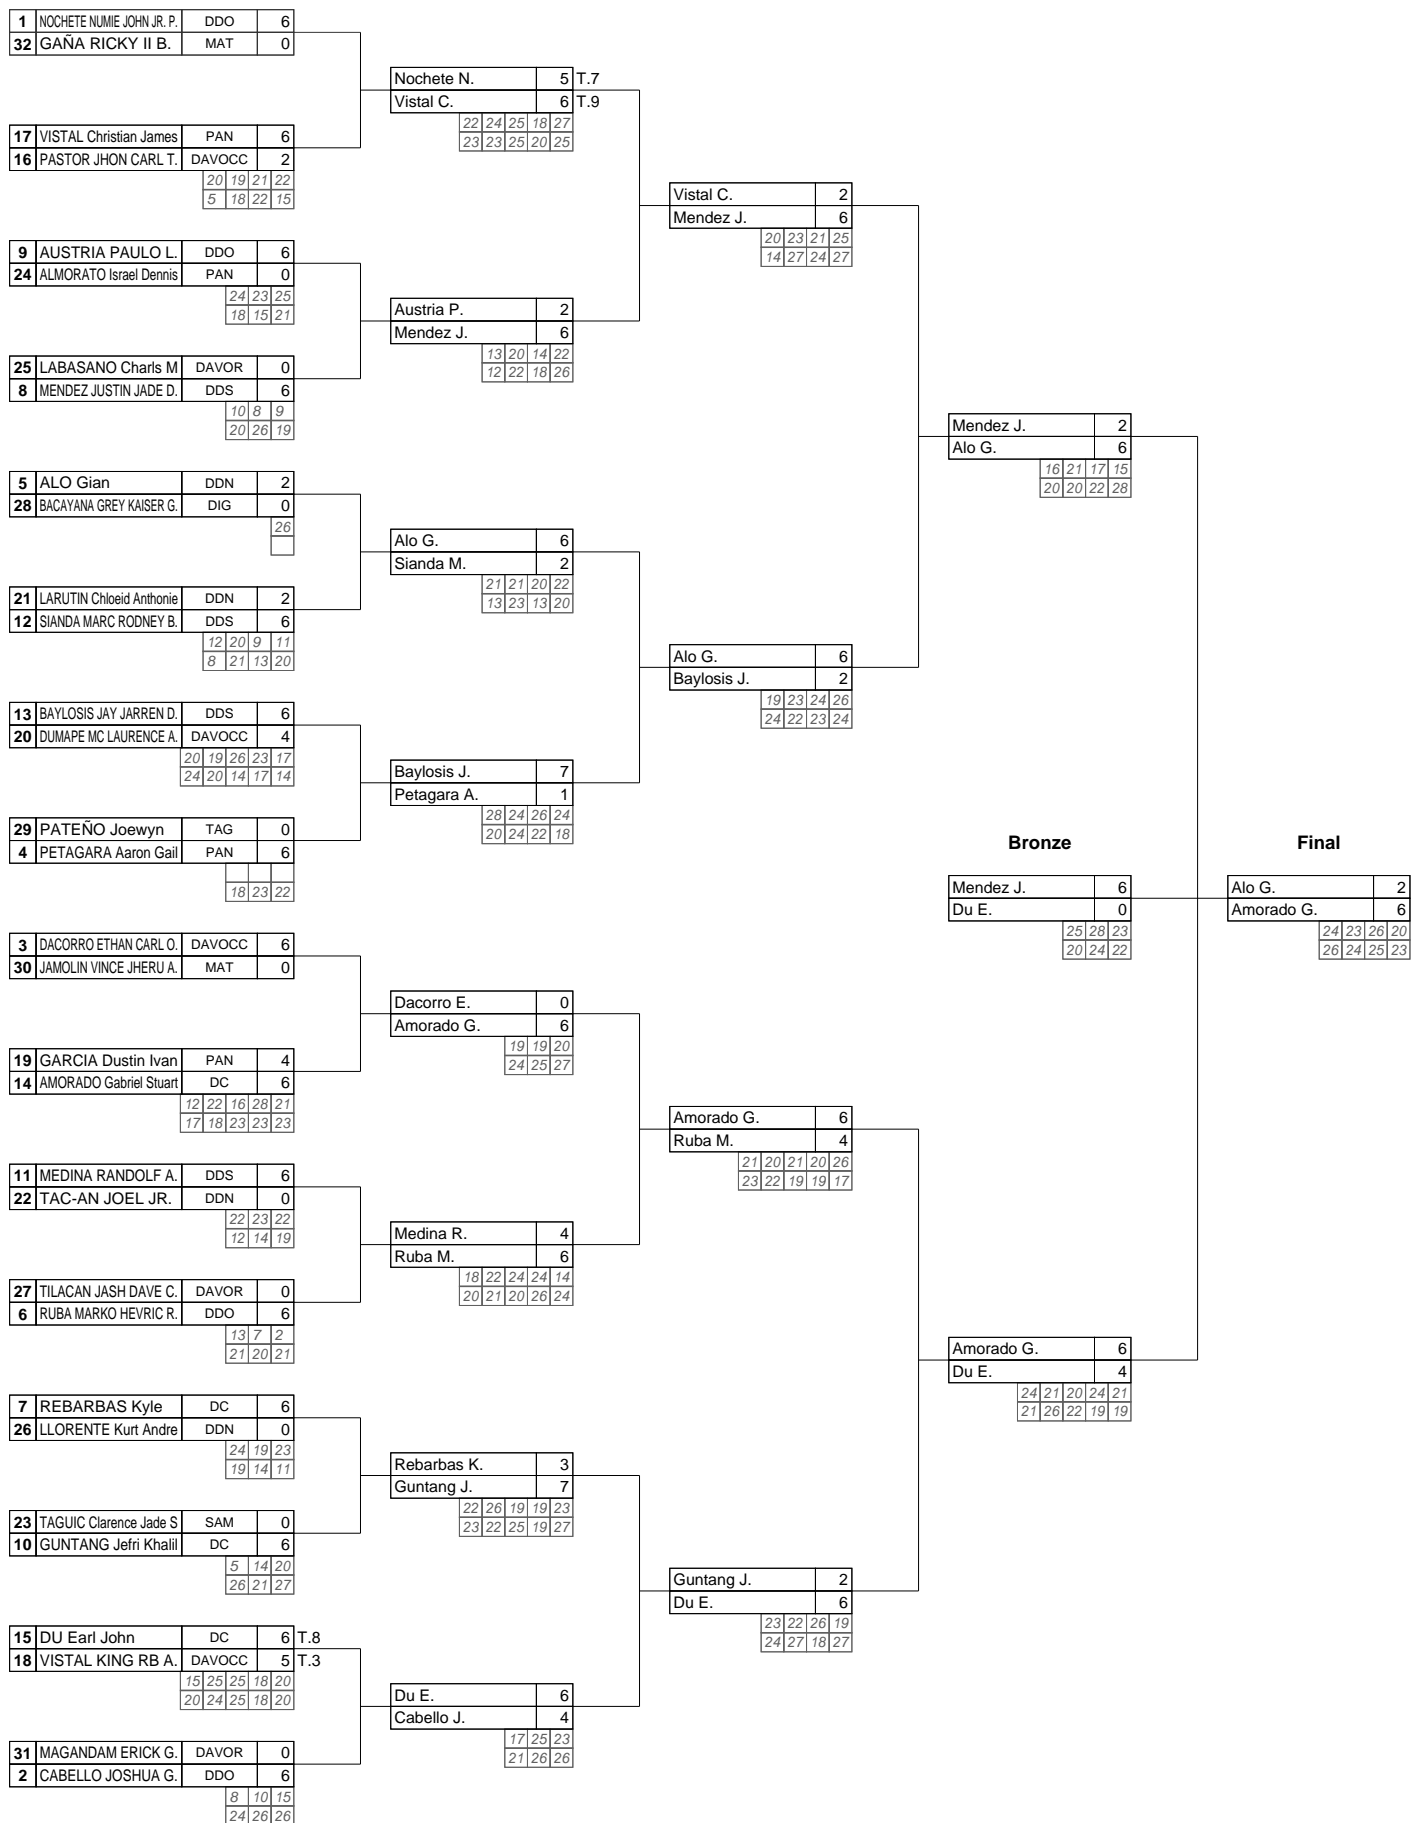 1 NOCHETE NUMIE JOHN JR. P. DDO 6
32 GAÑA RICKY II B. MAT 0
Nochete N. 5 T.7
Vistal C. 6 T.9
22 24 25 18 27
23 23 25 20 25
17 VISTAL Christian James PAN 6
16 PASTOR JHON CARL T. DAVOCC 2
20 19 21 22
5 18 22 15
Vistal C. 2
Mendez J. 6
20 23 21 25
14 27 24 27
9 AUSTRIA PAULO L. DDO 6
24 ALMORATO Israel Dennis PAN 0
24 23 25
18 15 21
Austria P. 2
Mendez J. 6
13 20 14 22
12 22 18 26
25 LABASANO Charls M DAVOR 0
8 MENDEZ JUSTIN JADE D. DDS 6
10 8 9
20 26 19
Mendez J. 2
Alo G. 6
16 21 17 15
20 20 22 28
5 ALO Gian DDN 2
28 BACAYANA GREY KAISER G. DIG 0
26
Alo G. 6
Sianda M. 2
21 21 20 22
13 23 13 20
21 LARUTIN Chloeid Anthonie DDN 2
12 SIANDA MARC RODNEY B. DDS 6
12 20 9 11
8 21 13 20
Alo G. 6
Baylosis J. 2
19 23 24 26
24 22 23 24
13 BAYLOSIS JAY JARREN D. DDS 6
20 DUMAPE MC LAURENCE A. DAVOCC 4
20 19 26 23 17
24 20 14 17 14
Baylosis J. 7
Petagara A. 1
28 24 26 24
20 24 22 18
29 PATEÑO Joewyn TAG 0
4 PETAGARA Aaron Gail PAN 6
18 23 22
Bronze Final
Mendez J. 6 Alo G. 2
Du E. 0 Amorado G. 6
25 28 23 24 23 26 20
20 24 22 26 24 25 23
3 DACORRO ETHAN CARL O. DAVOCC 6
30 JAMOLIN VINCE JHERU A. MAT 0
Dacorro E. 0
Amorado G. 6
19 19 20
24 25 27
19 GARCIA Dustin Ivan PAN 4
14 AMORADO Gabriel Stuart DC 6
12 22 16 28 21
17 18 23 23 23
Amorado G. 6
Ruba M. 4
21 20 21 20 26
23 22 19 19 17
11 MEDINA RANDOLF A. DDS 6
22 TAC-AN JOEL JR. DDN 0
22 23 22
12 14 19
Medina R. 4
Ruba M. 6
18 22 24 24 14
20 21 20 26 24
27 TILACAN JASH DAVE C. DAVOR 0
6 RUBA MARKO HEVRIC R. DDO 6
13 7 2
21 20 21
Amorado G. 6
Du E. 4
24 21 20 24 21
21 26 22 19 19
7 REBARBAS Kyle DC 6
26 LLORENTE Kurt Andre DDN 0
24 19 23
19 14 11
Rebarbas K. 3
Guntang J. 7
22 26 19 19 23
23 22 25 19 27
23 TAGUIC Clarence Jade S SAM 0
10 GUNTANG Jefri Khalil DC 6
5 14 20
26 21 27
Guntang J. 2
Du E. 6
23 22 26 19
24 27 18 27
15 DU Earl John DC 6 T.8
18 VISTAL KING RB A. DAVOCC 5 T.3
15 25 25 18 20
20 24 25 18 20
Du E. 6
Cabello J. 4
17 25 23
21 26 26
31 MAGANDAM ERICK G. DAVOR 0
2 CABELLO JOSHUA G. DDO 6
8 10 15
24 26 26